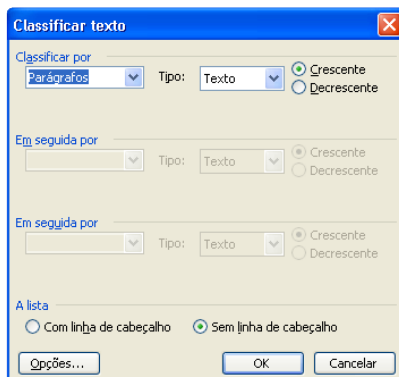 Classificar texto
Classificar por
Parágrafos Tipo: Texto Crescente
Decrescente
Em seguida por
Tipo: Texto Crescente
Decrescente
Em seguida por
Tipo: Texto Crescente
Decrescente
A lista
Com linha de cabeçalho Sem linha de cabeçalho
Opções... OK Cancelar